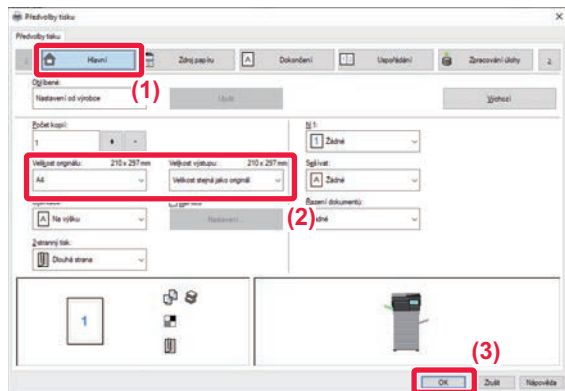 Předvolby tisku
Předvolby tisku
Hlavní
Zdroj papíru
Dokončení
Uspořádání
Zpracování úlohy
(1)
Oblíbené:
Nastavení od výrobce
Uložit
Výchozí
Počet kopií:
1
+ -
N-1:
Žádné
Velikost originálu: 210 x 297 mm
A4
Velikost výstupu: 210 x 297 mm
Velikost stejná jako originál
Sešívat:
Žádné
(2)
Na výšku
Nastavení...
Řazení dokumentů:
2stranný tisk:
Dlouhá strana
1
(3)
OK
Zrušit
Nápověda